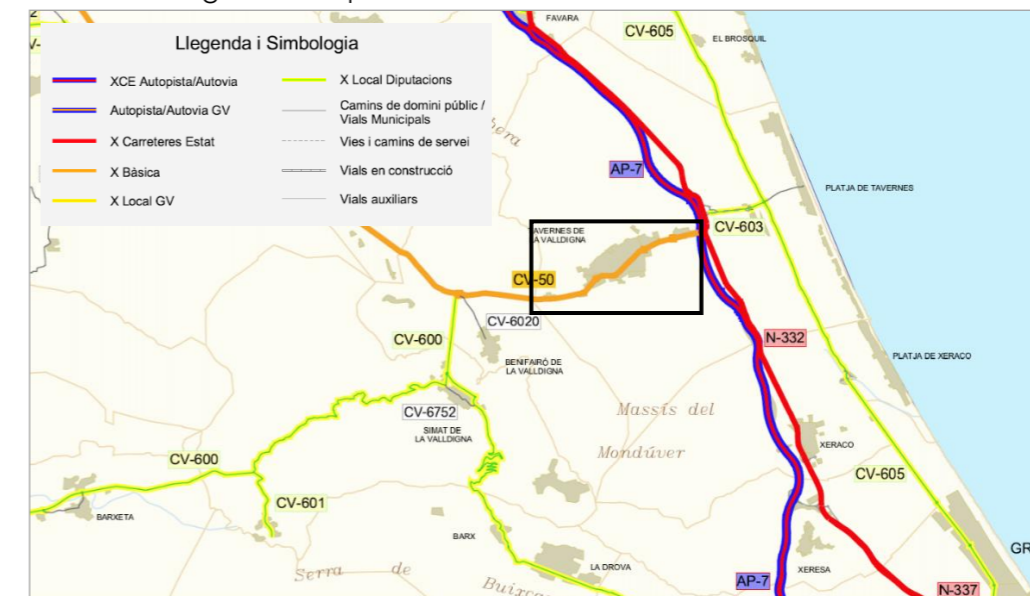 FAVARA
CV-605
EL BROSQUIL
Llegenda i Simbologia
XCE Autopista/Autovia
Autopista/Autovia GV
X Carreteres Estat
X Bàsica
X Local GV
X Local Diputacions
Camins de domini públic /
Vials Municipals
Vies i camins de servei
Vials en construcció
Vials auxiliars
AP-7
PLATJA DE TAVERNES
CV-603
AVERNES DE
LA VALLDIGNA
CV-50
CV-6020
CV-600
N-332
BENIFAIRÓ DE
LA VALLDIGNA
PLATJA DE XERACO
Massís del
Mondúver
CV-6752
SIMAT DE
LA VALLDIGNA
XERACO
CV-600
CV-605
CV-601
BARXETA
BARX
GR
LA DROVA
XERESA
Serra de
AP-7
N-337